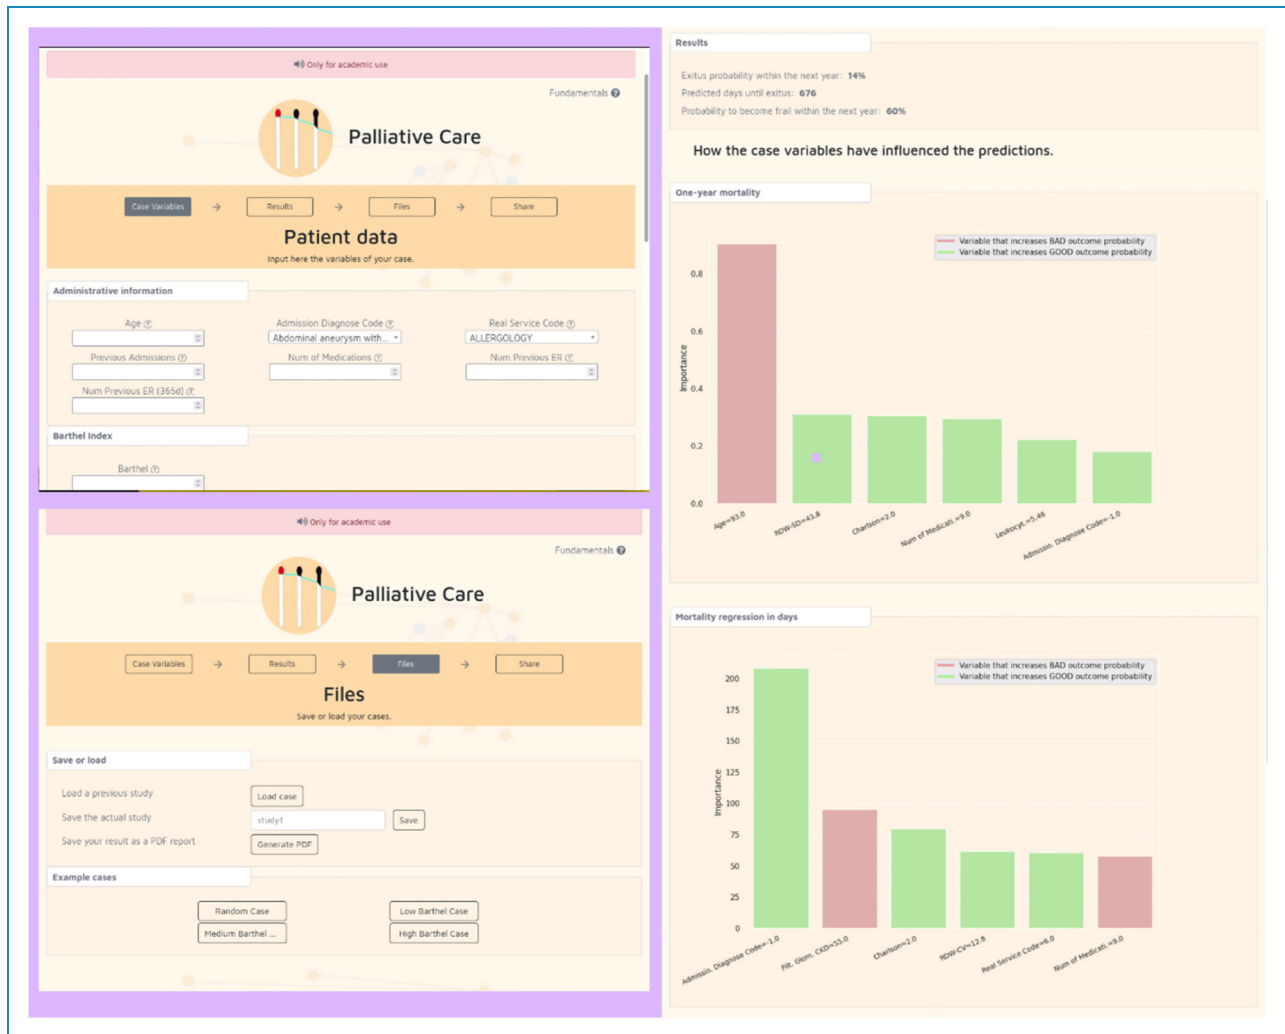 Only for academic use
Fundamentals
Palliative Care
Case Variables → Results → Files → Share
Patient data
Input here the variables of your case.
Administrative information
Age Admission Diagnose Code Real Service Code
Abdominal aneurysm with... ALLERGOLOGY
Previous Admissions Num of Medications Num Previous ER
Num Previous ER (365d)
Barthel Index
Barthel
Only for academic use
Fundamentals
Palliative Care
Case Variables → Results → Files → Share
Files
Save or load your cases.
Save or load
Load a previous study Load case
Save the actual study study1 Save
Save your result as a PDF report Generate PDF
Example cases
Random Case Low Barthel Case
Medium Barthel ... High Barthel Case
Results
Exitus probability within the next year: 14%
Predicted days until exitus: 676
Probability to become frail within the next year: 60%
How the case variables have influenced the predictions.
One-year mortality
Variable that increases BAD outcome probability
Variable that increases GOOD outcome probability
0.8
0.6
Importance
0.4
0.2
0.0
Age=93.0
RDW-SD=43.8
Charlson=2.0
Num of Medicati.=9.0
Leukocyt.=5.46
Admissio. Diagnose Code=-1.0
Mortality regression in days
Variable that increases BAD outcome probability
Variable that increases GOOD outcome probability
200
175
150
125
Importance
100
75
50
25
0
Admissio. Diagnose Code=-1.0
Filt. Glom. CKD=55.0
Charlson=2.0
RDW-CV=12.8
Real Service Code=6.0
Num of Medicati.=9.0